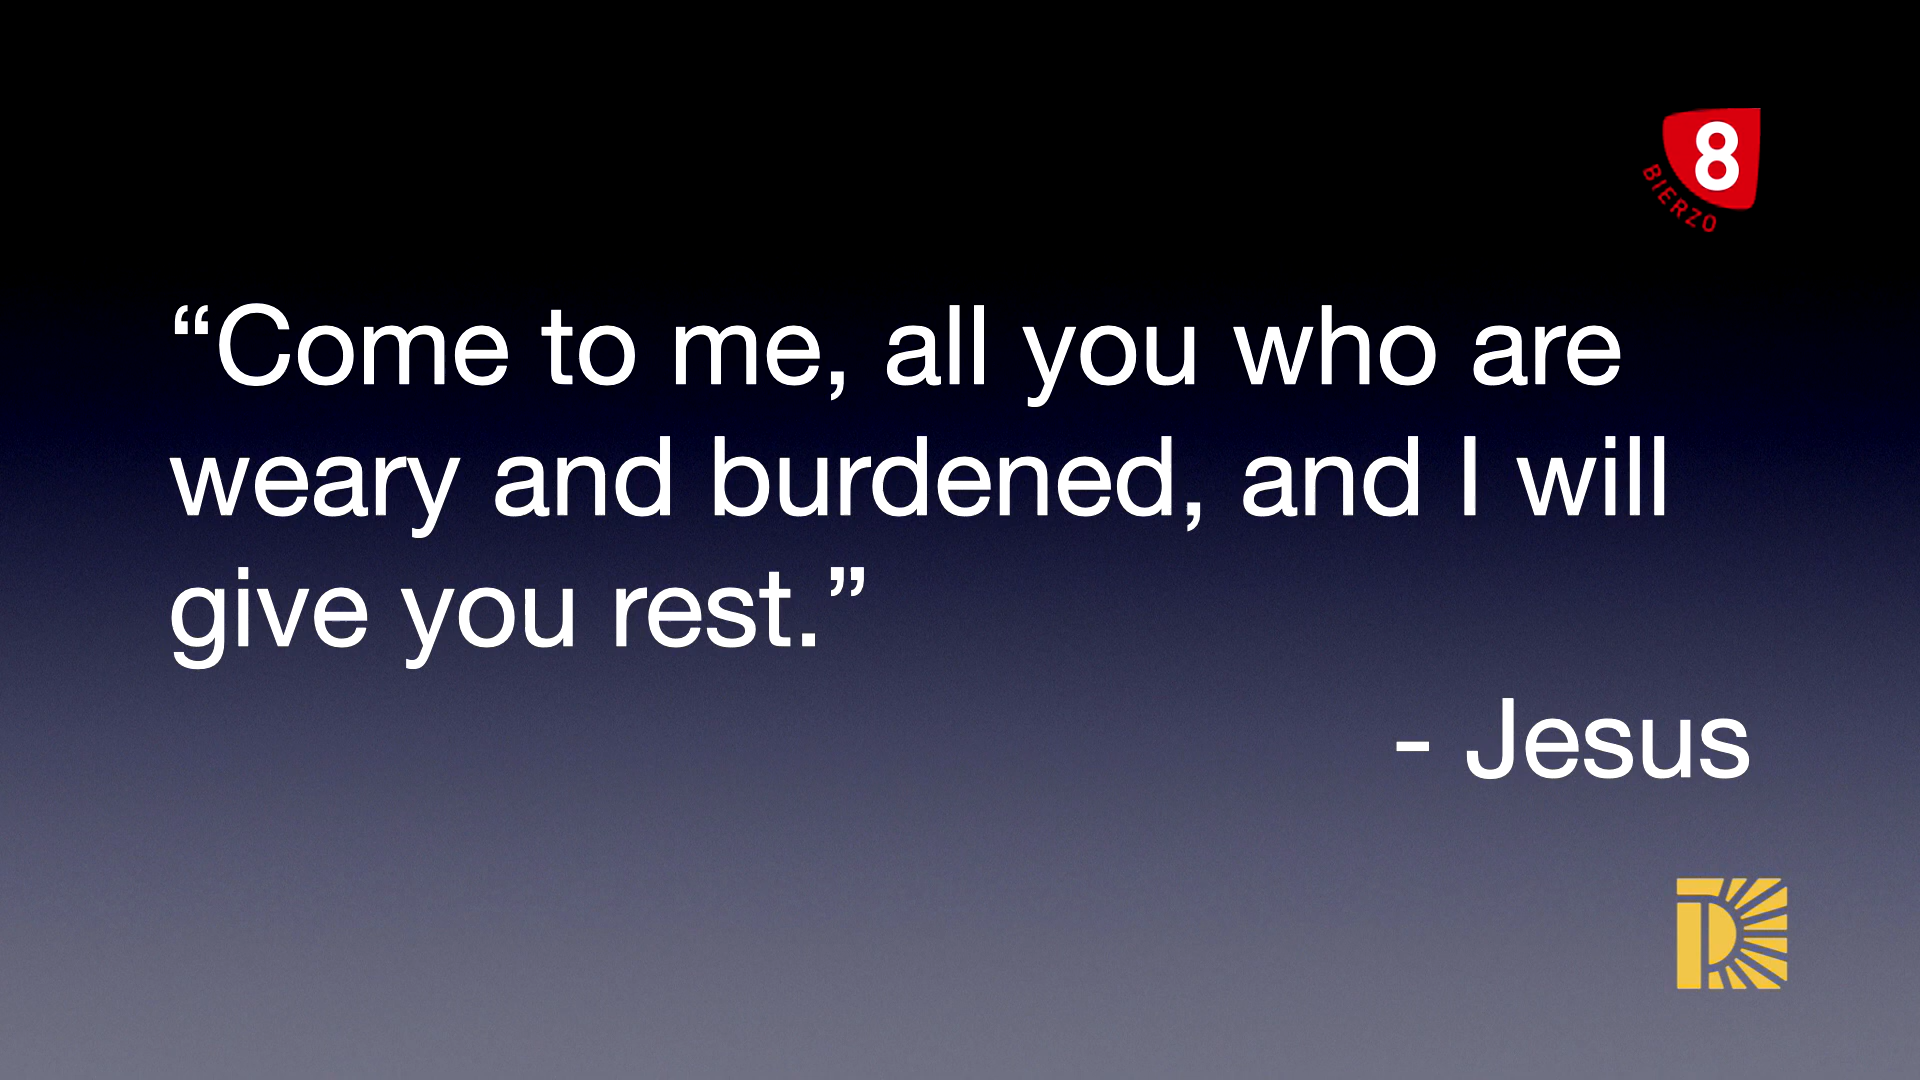 8
BIERZO
“Come to me, all you who are
weary and burdened, and I will
give you rest.”
- Jesus